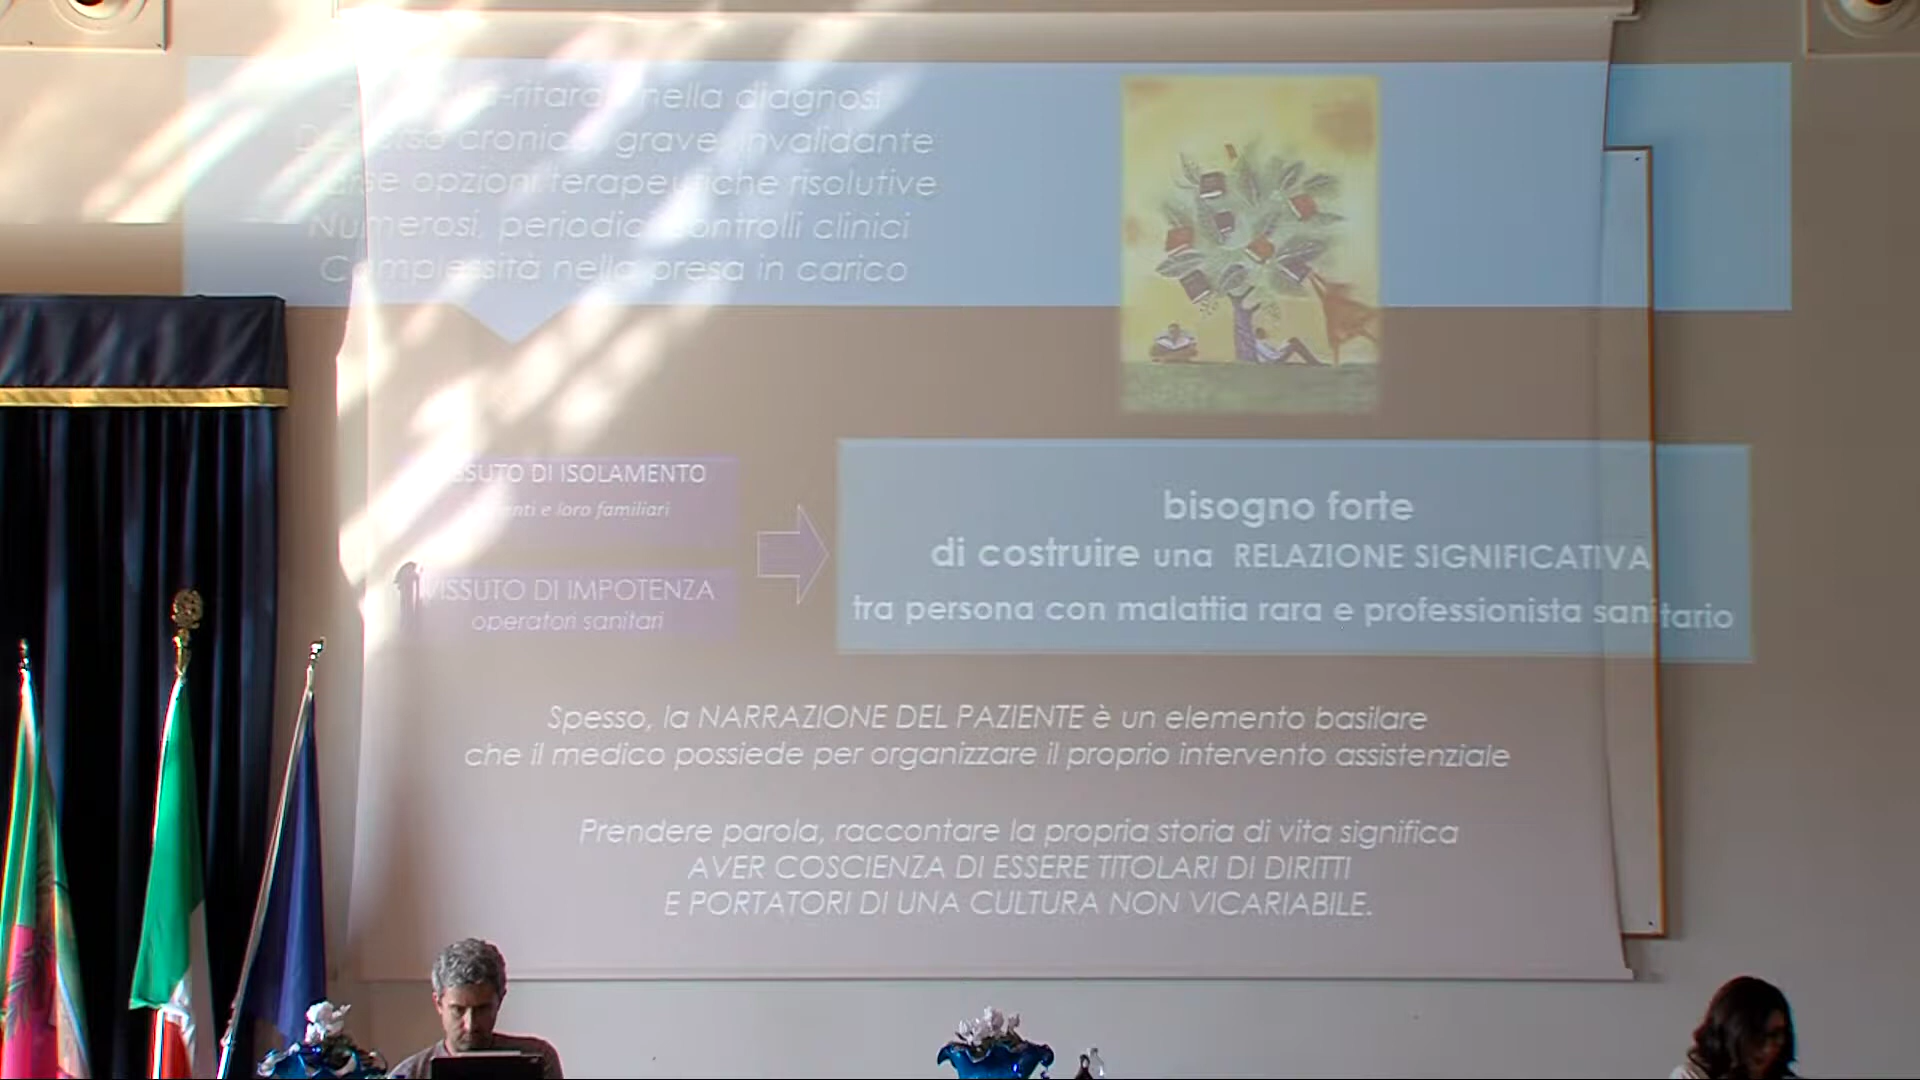 nella diagnosi
cronico, grave, invalidante
opzioni terapeutiche risolutive
Numerosi, periodici controlli clinici
Complessità nella presa in carico
DI ISOLAMENTO
e loro familiari
VISSUTO DI IMPOTENZA
operatori sanitari
bisogno forte
di costruire una RELAZIONE SIGNIFICATIVA
tra persona con malattia rara e professionista sanitario
Spesso, la NARRAZIONE DEL PAZIENTE è un elemento basilare
che il medico possiede per organizzare il proprio intervento assistenziale
Prendere parola, raccontare la propria storia di vita significa
AVER COSCIENZA DI ESSERE TITOLARI DI DIRITTI
E PORTATORI DI UNA CULTURA NON VICARIABILE.